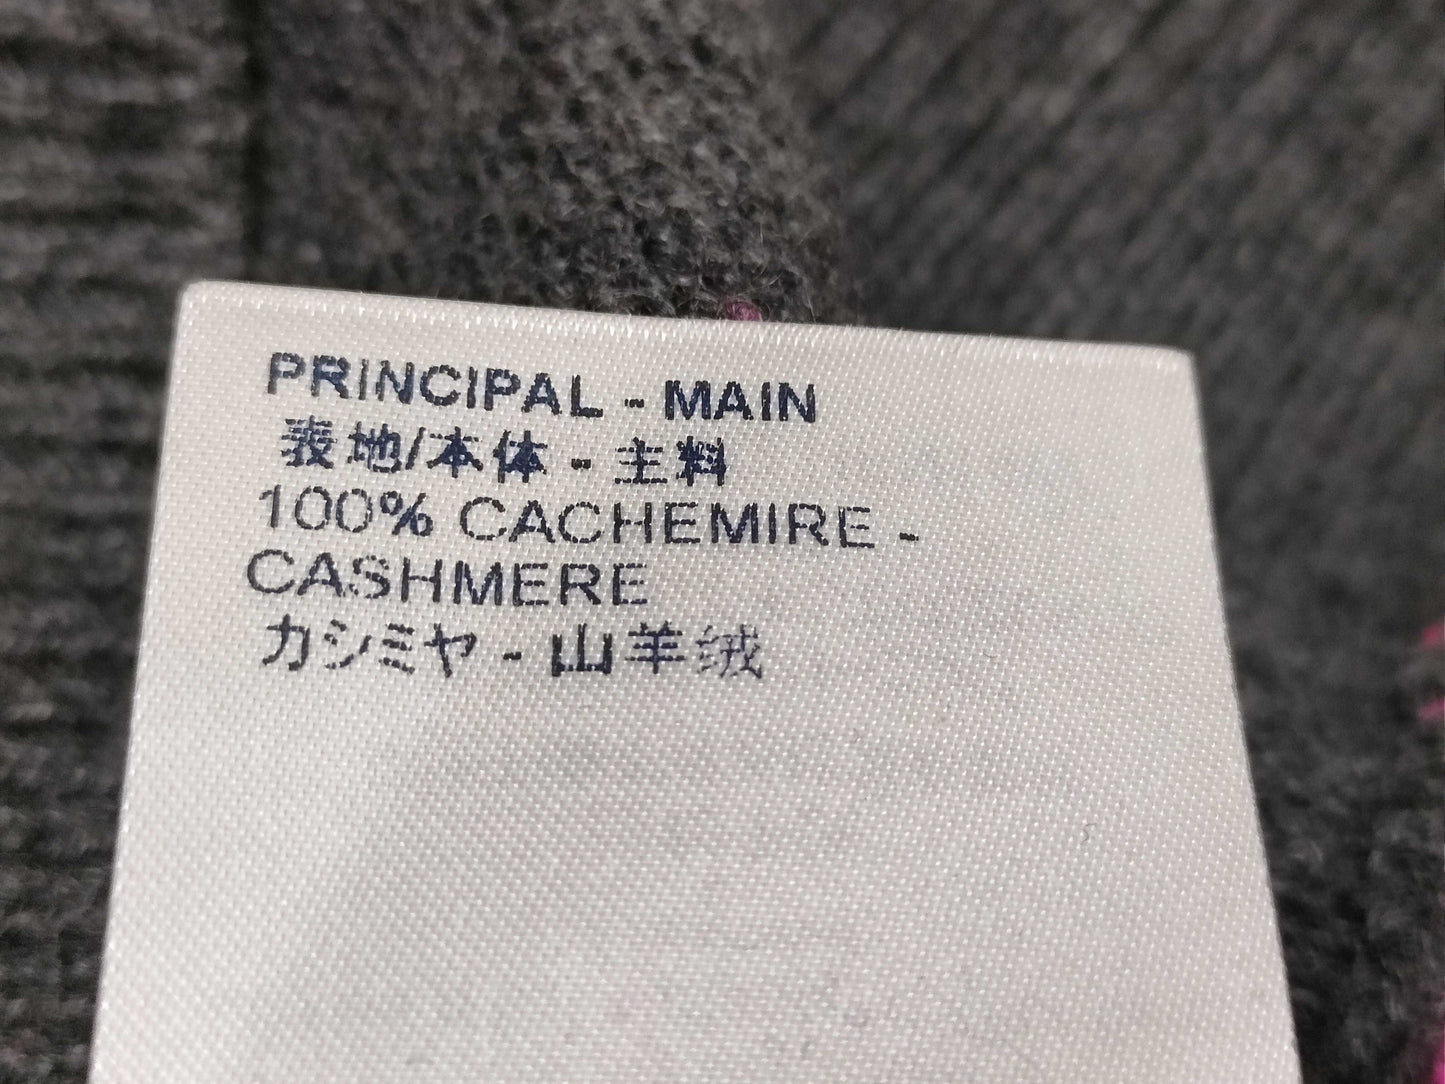 PRINCIPAL - MAIN
表地/本体 - 主料
100% CACHEMIRE -
CASHMERE
カシミヤ - 山羊绒